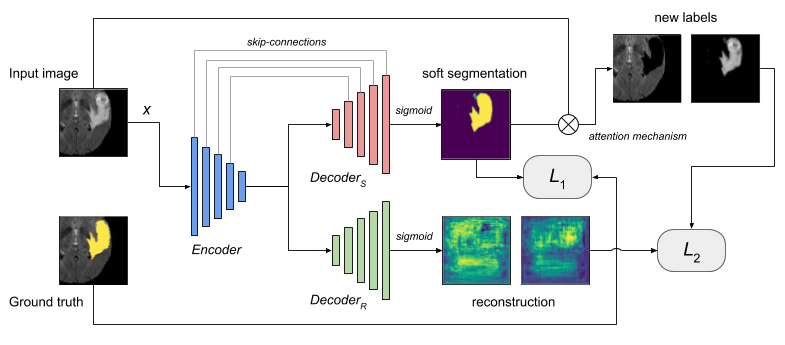 new labels
skip-connections
Input image
soft segmentation
x
sigmoid
attention mechanism
Decoder_S
L_1
Encoder
sigmoid
L_2
Ground truth
Decoder_R
reconstruction